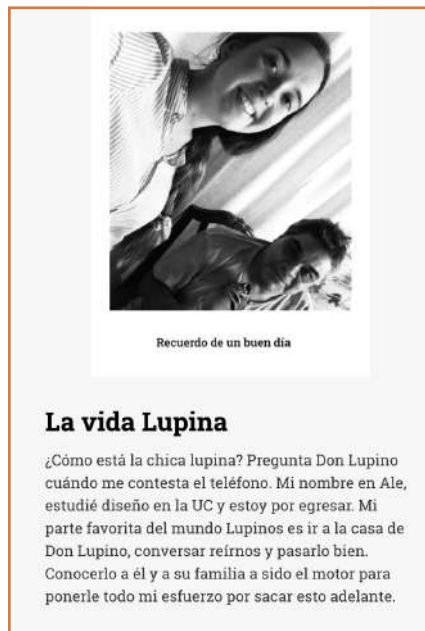 Recuerdo de un buen día
La vida Lupina
¿Cómo está la chica lupina? Pregunta Don Lupino
cuándo me contesta el teléfono. Mi nombre en Ale,
estudié diseño en la UC y estoy por egresar. Mi
parte favorita del mundo Lupinos es ir a la casa de
Don Lupino, conversar reírnos y pasarlo bien.
Conocerlo a él y a su família a sido el motor para
ponerle todo mi esfuerzo por sacar esto adelante.